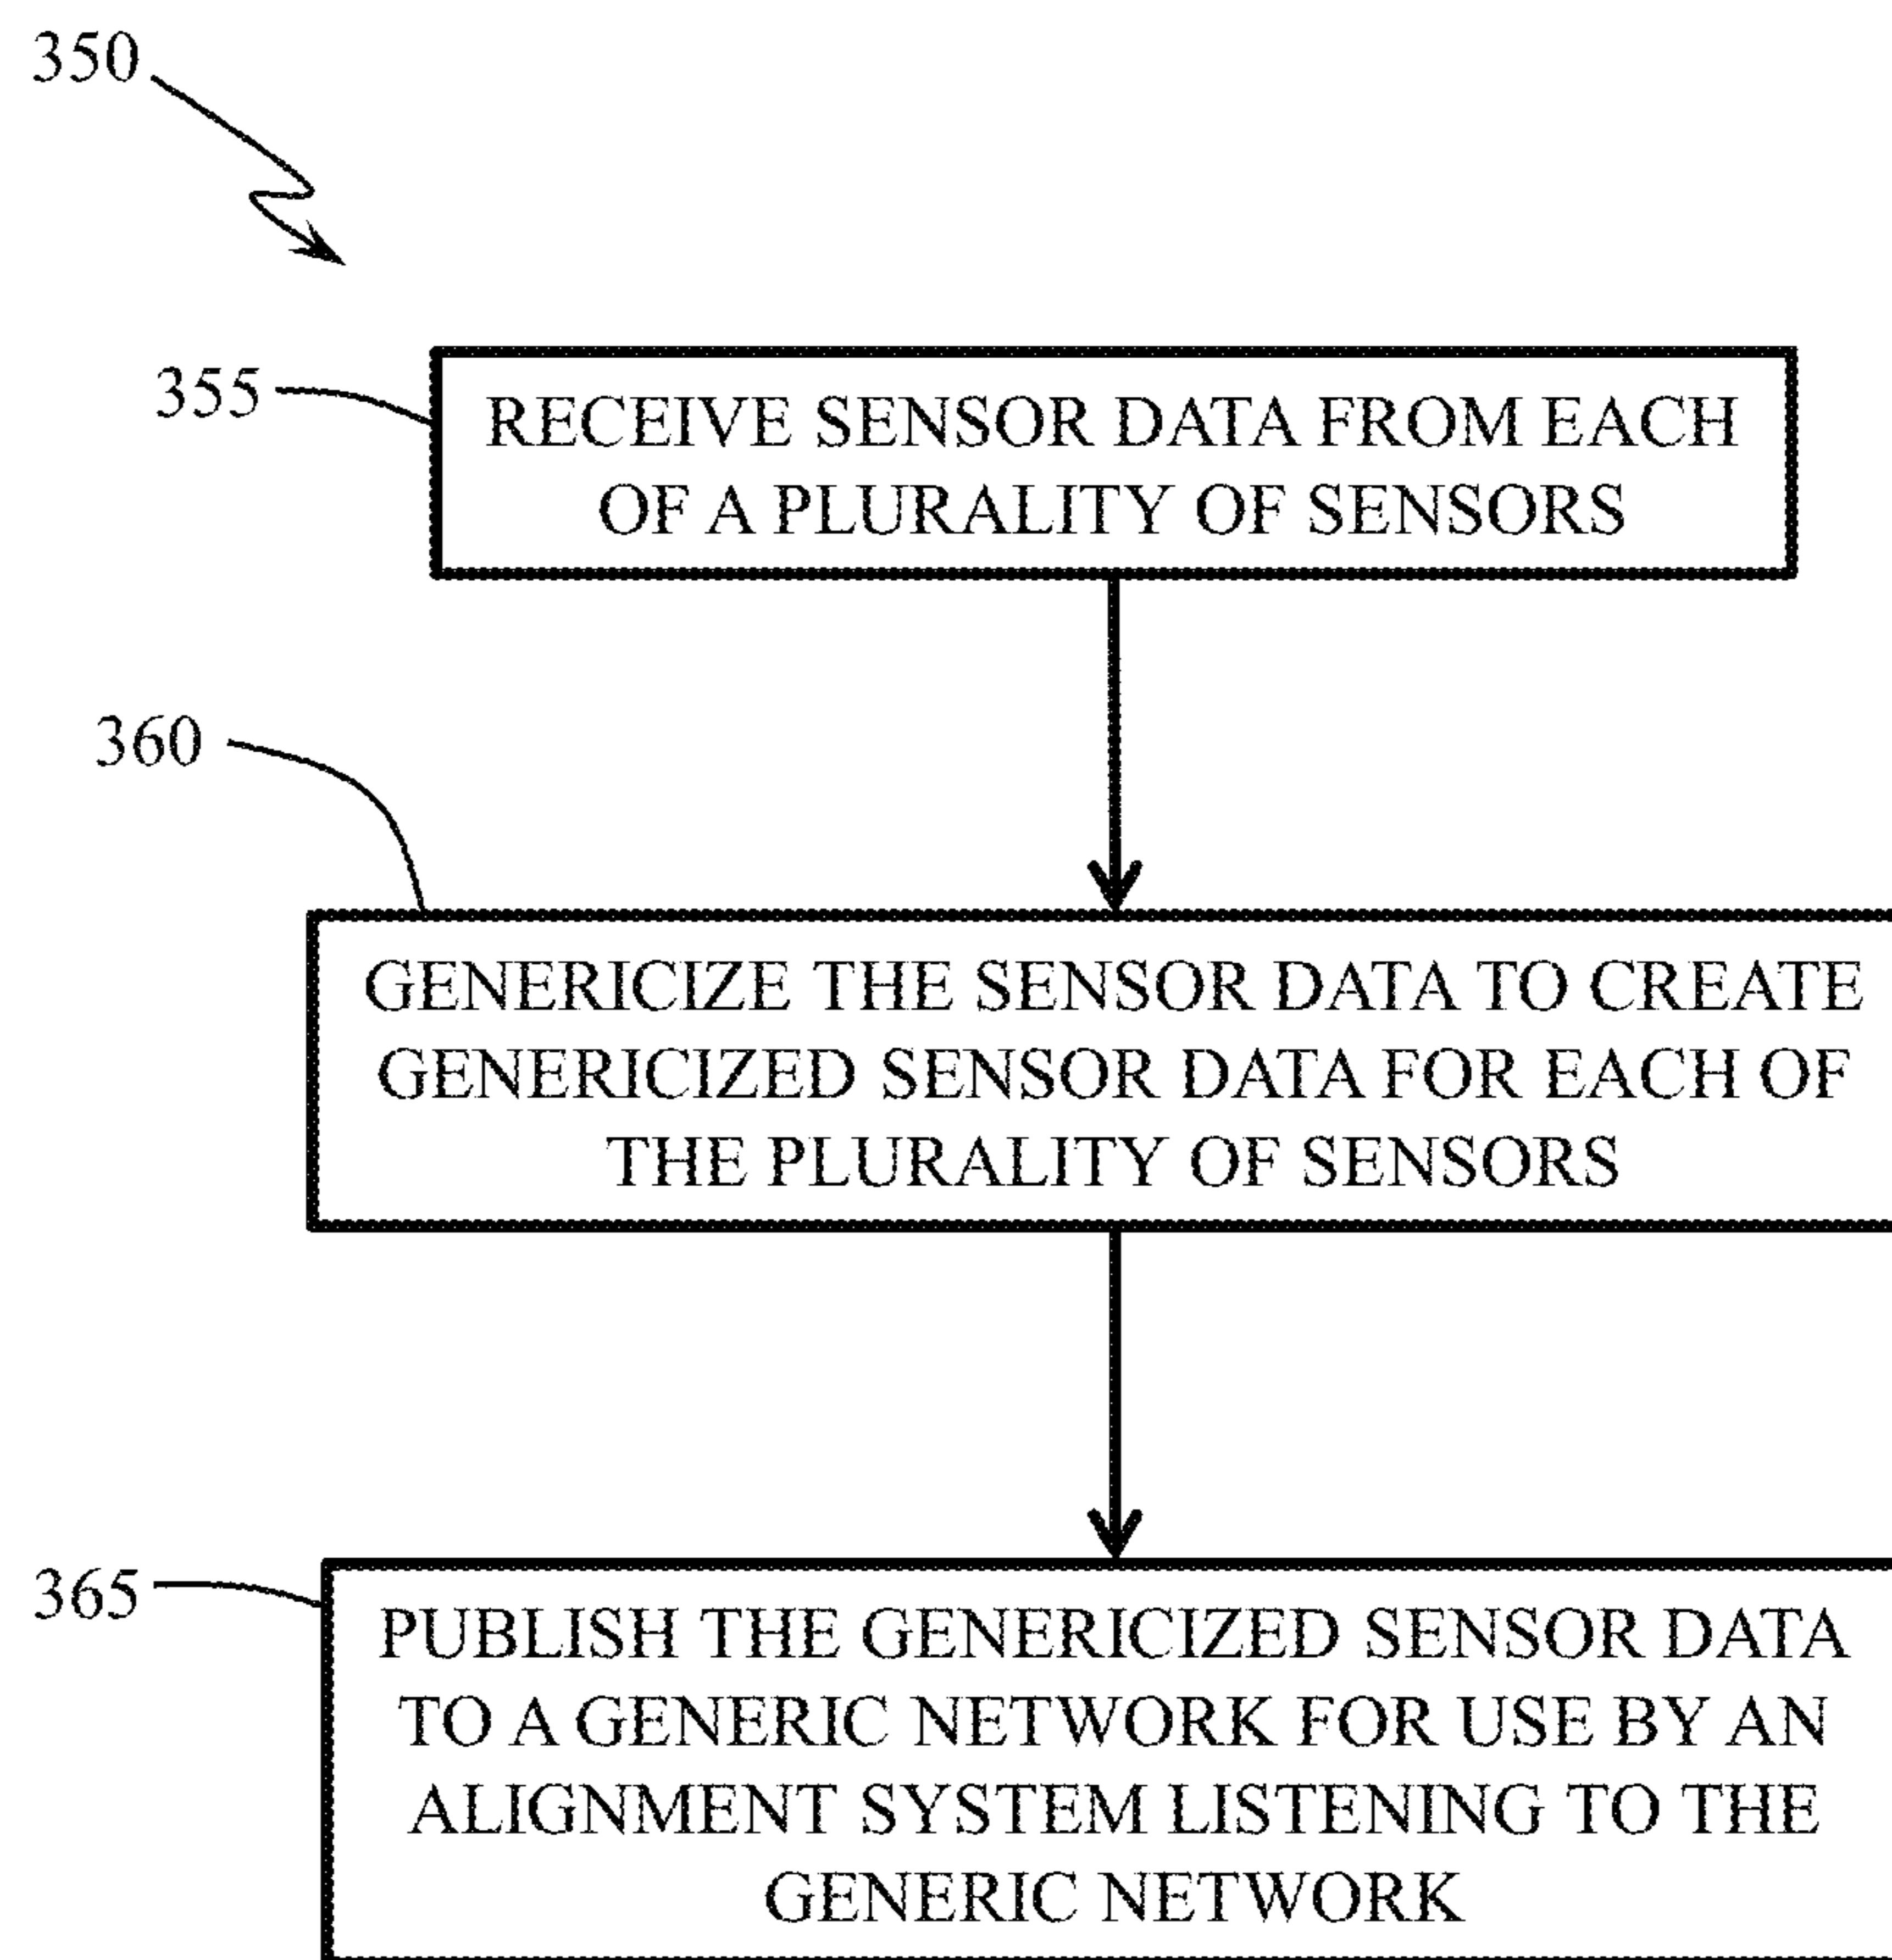 350
355
RECEIVE SENSOR DATA FROM EACH
OF A PLURALITY OF SENSORS
360
GENERICIZE THE SENSOR DATA TO CREATE
GENERICIZED SENSOR DATA FOR EACH OF
THE PLURALITY OF SENSORS
365
PUBLISH THE GENERICIZED SENSOR DATA
TO A GENERIC NETWORK FOR USE BY AN
ALIGNMENT SYSTEM LISTENING TO THE
GENERIC NETWORK